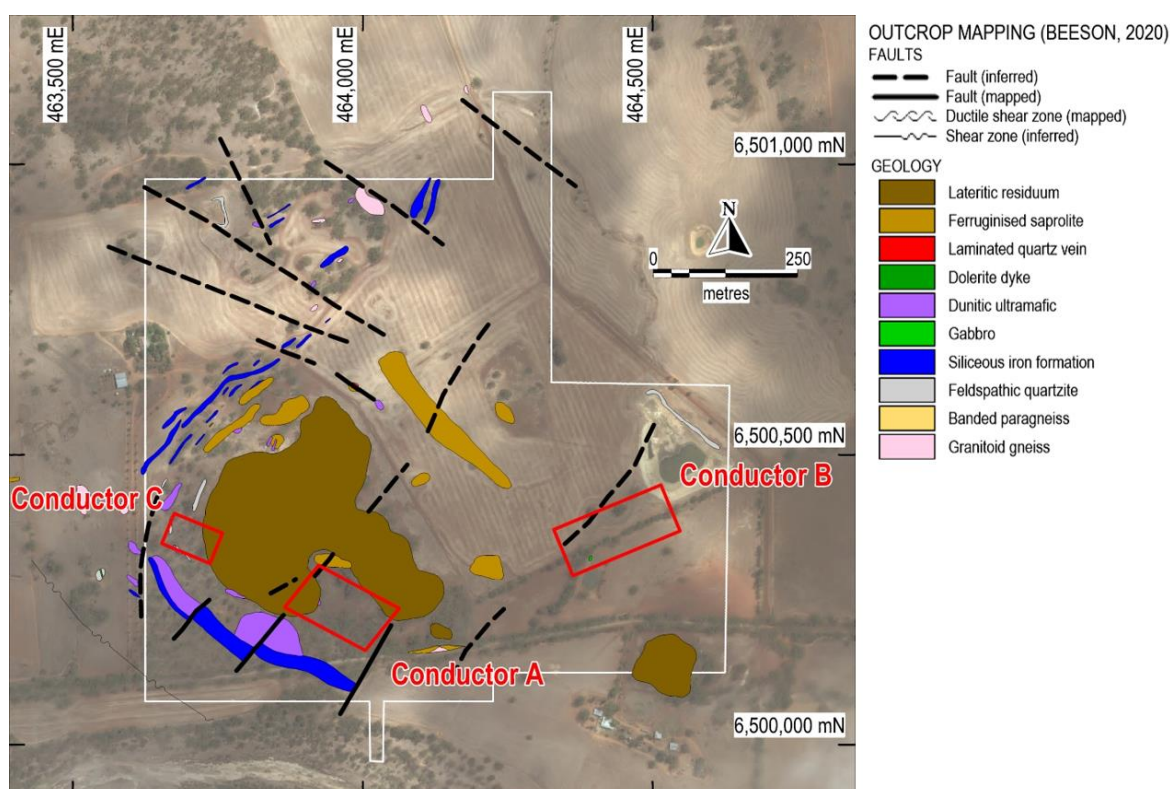 463,500 mE
464,000 mE
464,500 mE
6,501,000 mN
N
0 250
metres
6,500,500 mN
Conductor C
Conductor B
Conductor A
6,500,000 mN
OUTCROP MAPPING (BEESON, 2020)
FAULTS
Fault (inferred)
Fault (mapped)
Ductile shear zone (mapped)
Shear zone (inferred)
GEOLOGY
Lateritic residuum
Ferruginised saprolite
Laminated quartz vein
Dolerite dyke
Dunitic ultramafic
Gabbro
Siliceous iron formation
Feldspathic quartzite
Banded paragneiss
Granitoid gneiss